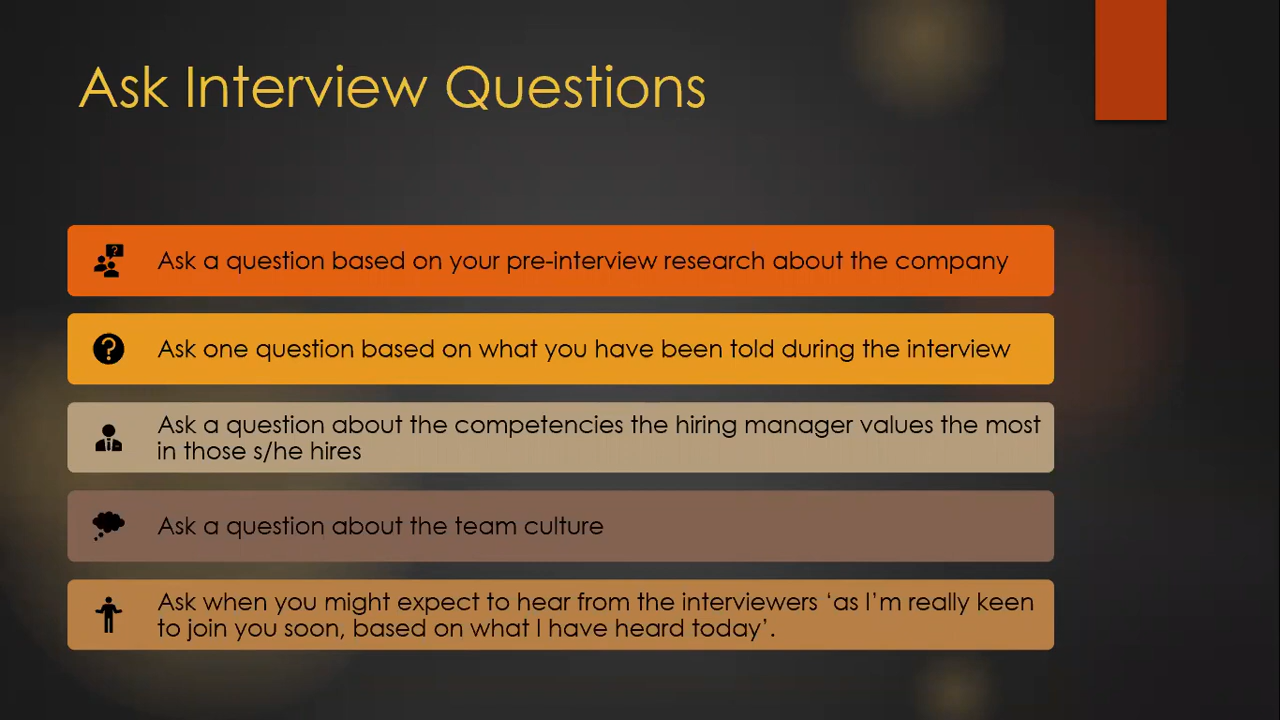 Ask Interview Questions
Ask a question based on your pre-interview research about the company
Ask one question based on what you have been told during the interview
Ask a question about the competencies the hiring manager values the most
in those s/he hires
Ask a question about the team culture
Ask when you might expect to hear from the interviewers ‘as I’m really keen
to join you soon, based on what I have heard today’.